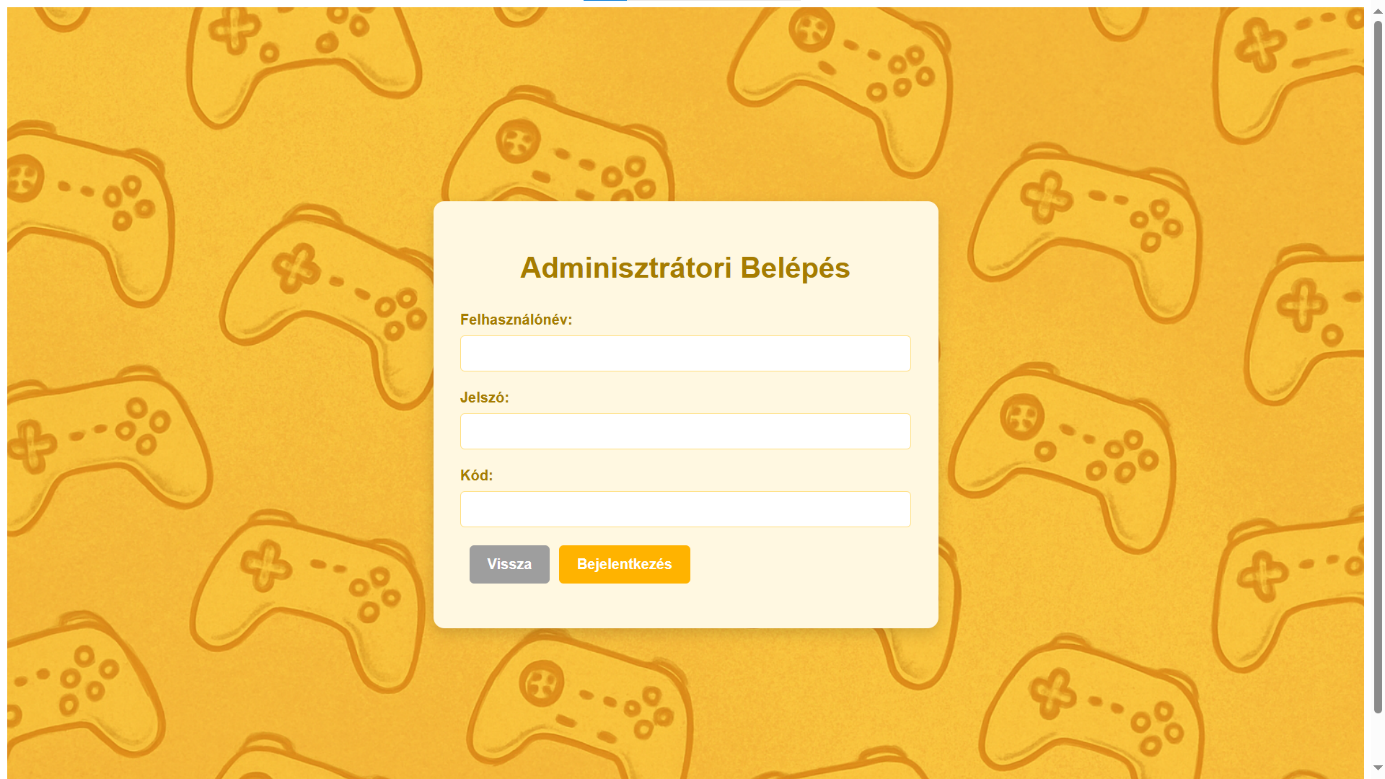 Adminisztrátori Belépés
Felhasználónév:
Jelszó:
Kód:
Vissza Bejelentkezés